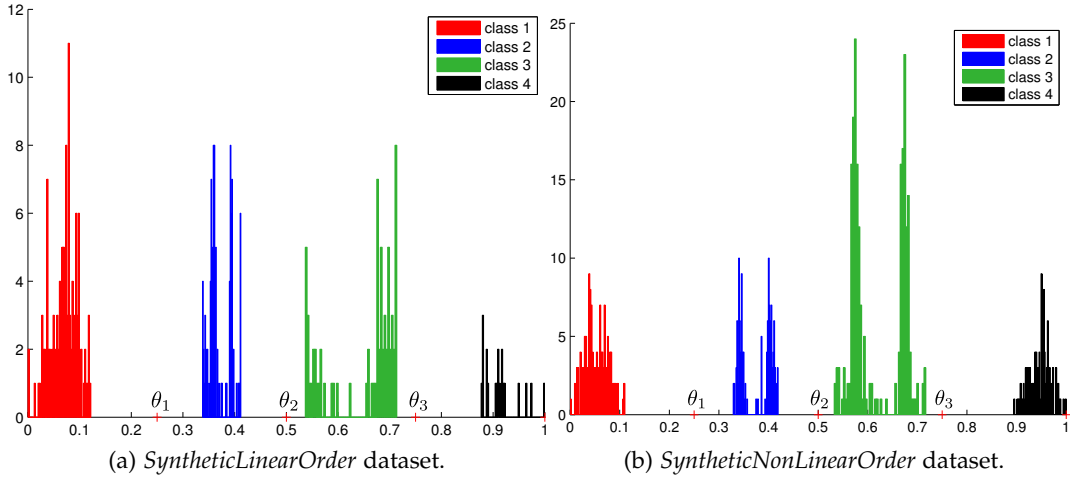 12
10
8
6
4
2
0
class 1
class 2
class 3
class 4
θ1
θ2
θ3
0 0.1 0.2 0.3 0.4 0.5 0.6 0.7 0.8 0.9 1
(a) SyntheticLinearOrder dataset.
25
20
15
10
5
0
class 1
class 2
class 3
class 4
θ1
θ2
θ3
0 0.1 0.2 0.3 0.4 0.5 0.6 0.7 0.8 0.9 1
(b) SyntheticNonLinearOrder dataset.